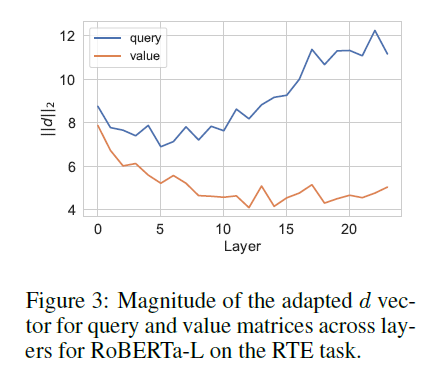 12
10
8
6
4
||d||₂
query
value
0 5 10 15 20
Layer
Figure 3: Magnitude of the adapted d vec-
tor for query and value matrices across lay-
ers for RoBERTa-L on the RTE task.